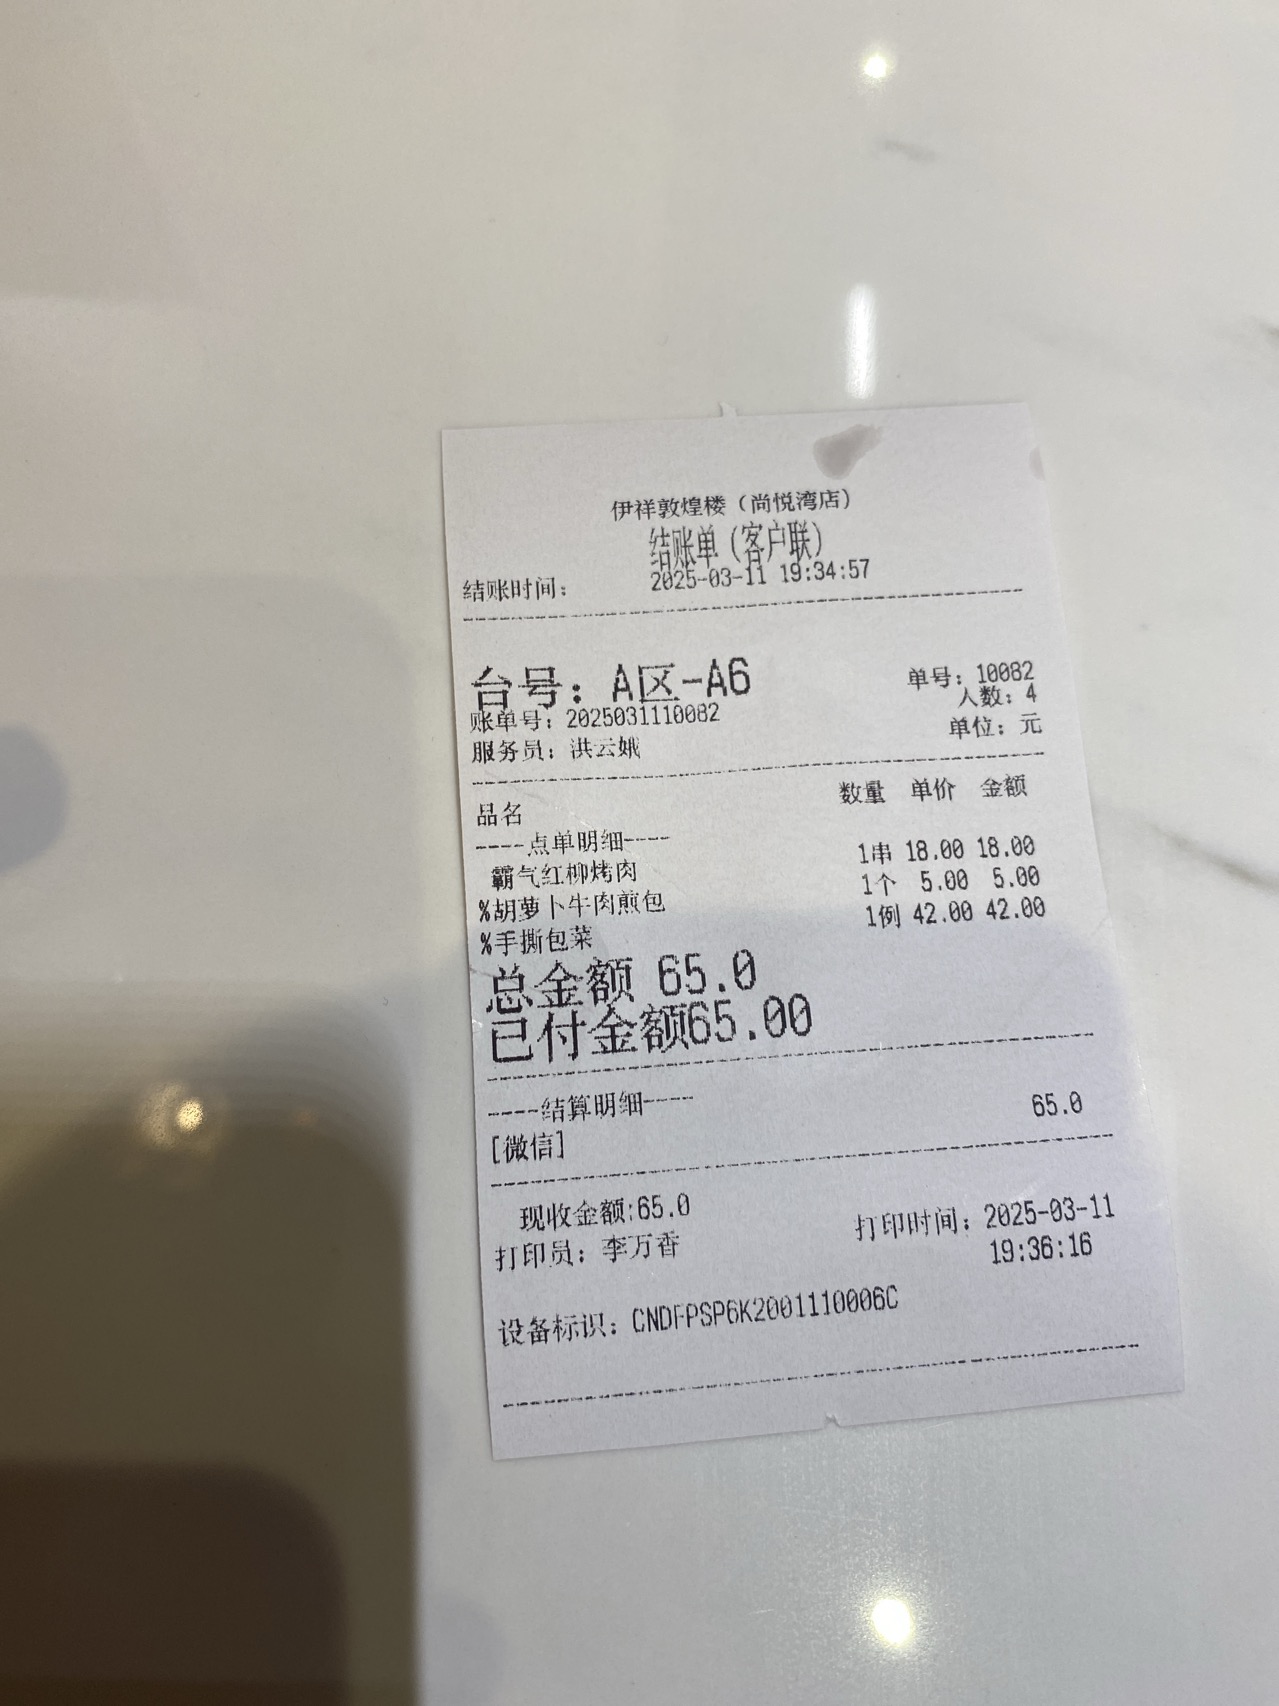 伊祥敦煌楼（尚悦湾店）
结账单（客户联）
结账时间： 2025-03-11 19:34:57
台号：A区-A6 单号：10082
人数：4
账单号：2025031110082
单位：元
服务员：洪云娥
品名 数量 单价 金额
----点单明细----
霸气红柳烤肉 1串 18.00 18.00
%胡萝卜牛肉煎包 1个 5.00 5.00
%手撕包菜 1例 42.00 42.00
总金额 65.0
已付金额65.00
----结算明细----
[微信] 65.0
现收金额:65.0
打印员：李万香 打印时间：2025-03-11
19:36:16
设备标识：CNDFPSP6K2001110006C